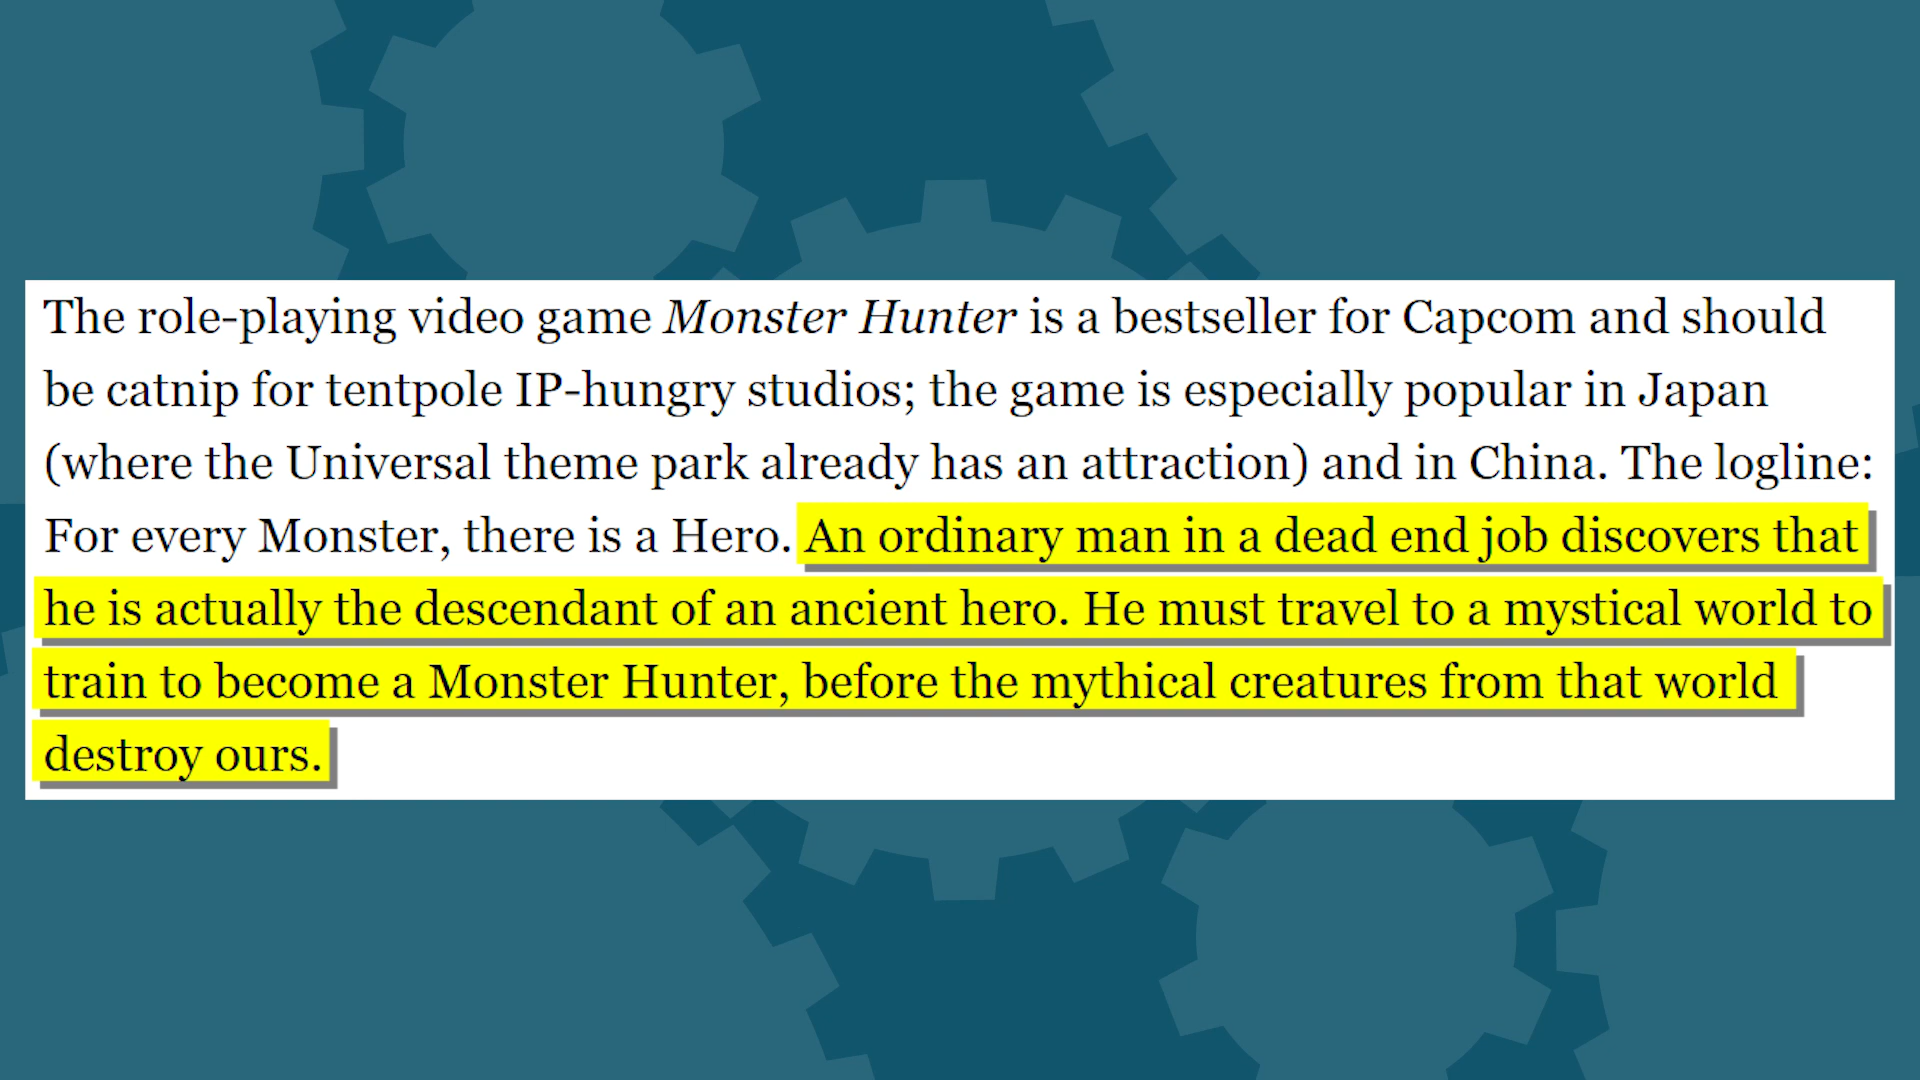 The role-playing video game Monster Hunter is a bestseller for Capcom and should
be catnip for tentpole IP-hungry studios; the game is especially popular in Japan
(where the Universal theme park already has an attraction) and in China. The logline:
For every Monster, there is a Hero. An ordinary man in a dead end job discovers that
he is actually the descendant of an ancient hero. He must travel to a mystical world to
train to become a Monster Hunter, before the mythical creatures from that world
destroy ours.